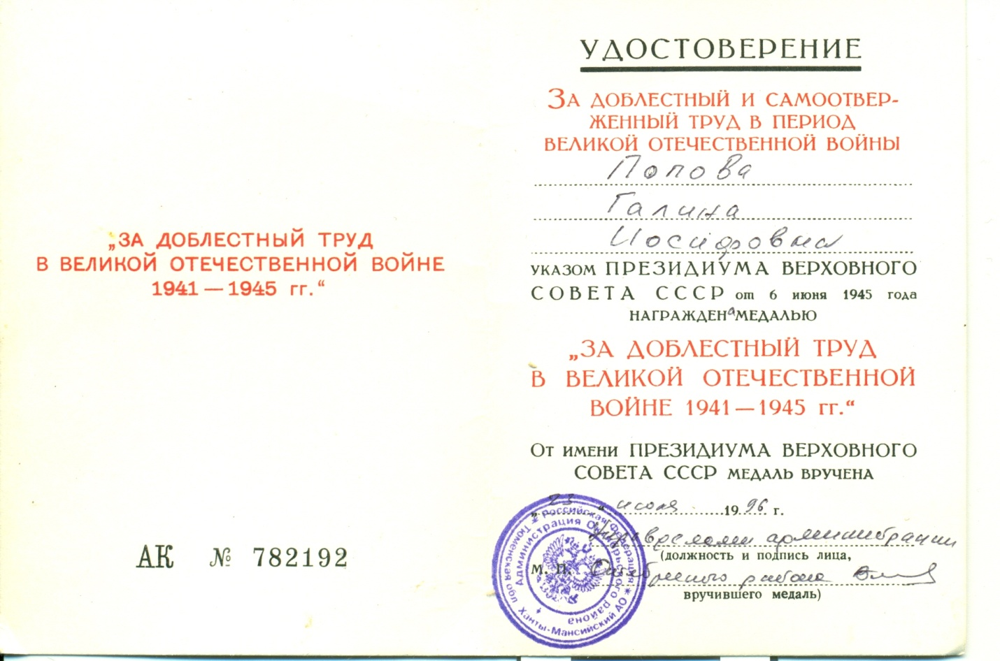 „ЗА ДОБЛЕСТНЫЙ ТРУД
В ВЕЛИКОЙ ОТЕЧЕСТВЕННОЙ ВОЙНЕ
1941 — 1945 гг.“
АК № 782192
УДОСТОВЕРЕНИЕ
ЗА ДОБЛЕСТНЫЙ И САМООТВЕР-
ЖЕННЫЙ ТРУД В ПЕРИОД
ВЕЛИКОЙ ОТЕЧЕСТВЕННОЙ ВОЙНЫ
Попова
Галина
Иосифовна
УКАЗОМ ПРЕЗИДИУМА ВЕРХОВНОГО
СОВЕТА СССР от 6 июня 1945 года
НАГРАЖДЕНа МЕДАЛЬЮ
„ЗА ДОБЛЕСТНЫЙ ТРУД
В ВЕЛИКОЙ ОТЕЧЕСТВЕННОЙ
ВОЙНЕ 1941 — 1945 гг.“
ОТ ИМЕНИ ПРЕЗИДИУМА ВЕРХОВНОГО
СОВЕТА СССР МЕДАЛЬ ВРУЧЕНА
„23“ июля 1996 г.
администрации
(должность и подпись лица,
М. П. Октябрьского района
вручившего медаль)
Российская Федерация * Тюменская обл Ханты-Мансийский АО *
Администрация Октябрьского района